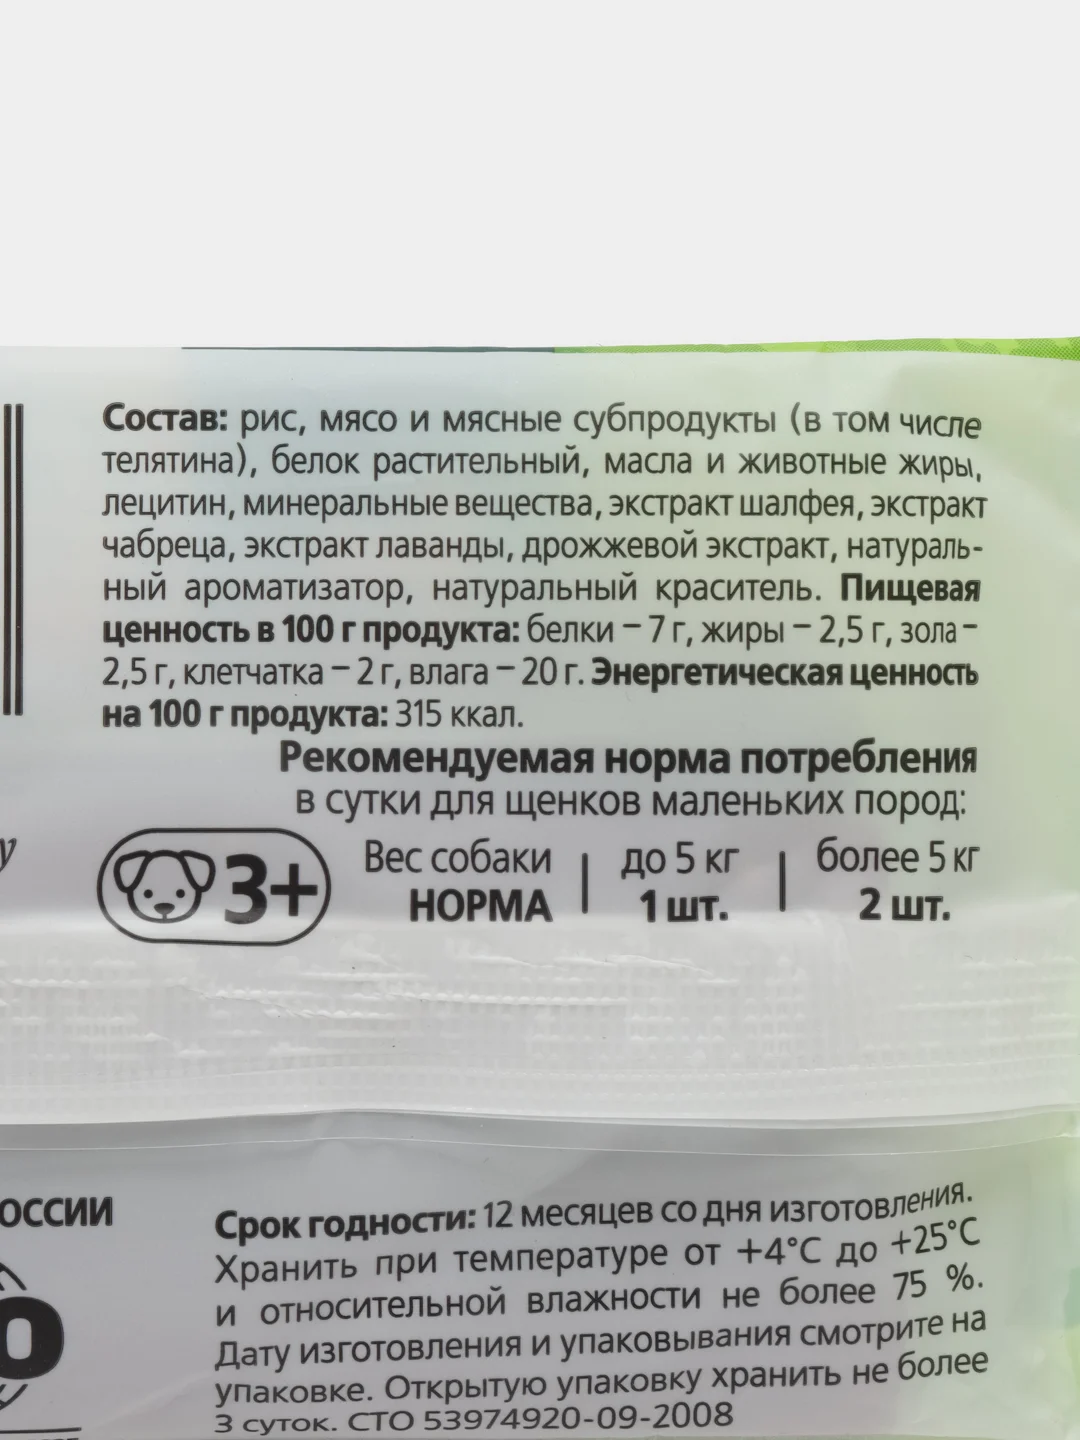 Состав: рис, мясо и мясные субпродукты (в том числе
телятина), белок растительный, масла и животные жиры,
лецитин, минеральные вещества, экстракт шалфея, экстракт
чабреца, экстракт лаванды, дрожжевой экстракт, натураль-
ный ароматизатор, натуральный краситель. Пищевая
ценность в 100 г продукта: белки – 7 г, жиры – 2,5 г, зола –
2,5 г, клетчатка – 2 г, влага – 20 г. Энергетическая ценность
на 100 г продукта: 315 ккал.
Рекомендуемая норма потребления
в сутки для щенков маленьких пород:
3+
Вес собаки | до 5 кг | более 5 кг
НОРМА 1 шт. 2 шт.
Срок годности: 12 месяцев со дня изготовления.
Хранить при температуре от +4°С до +25°С
и относительной влажности не более 75 %.
Дату изготовления и упаковывания смотрите на
упаковке. Открытую упаковку хранить не более
3 суток. СТО 53974920-09-2008